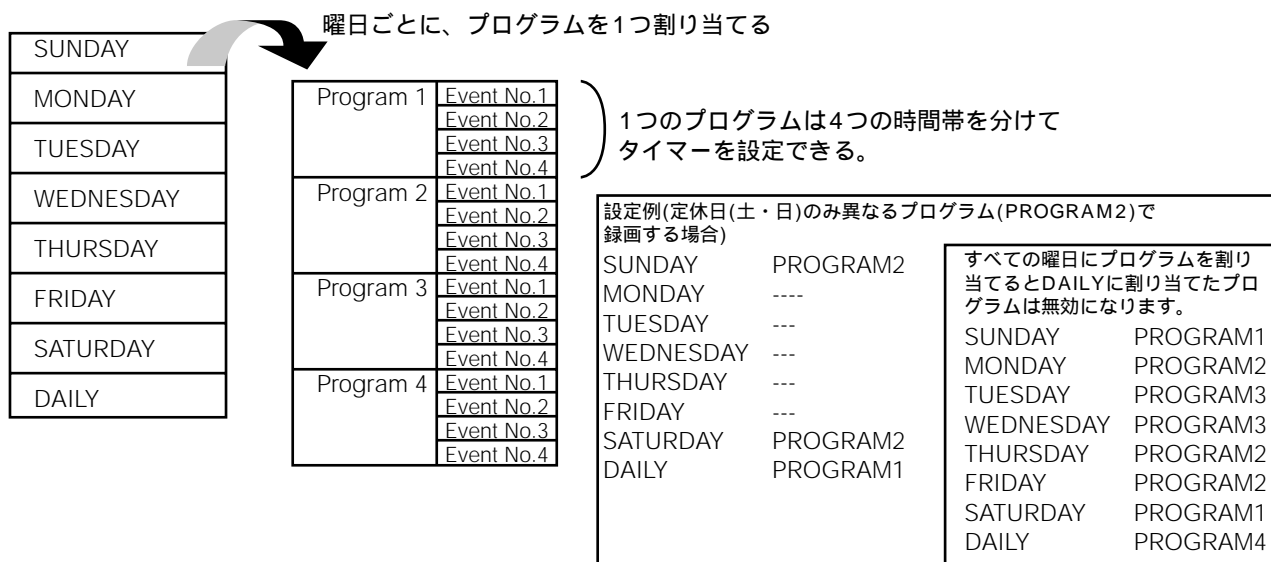 曜日ごとに、プログラムを1つ割り当てる
SUNDAY
MONDAY
TUESDAY
WEDNESDAY
THURSDAY
FRIDAY
SATURDAY
DAILY
Program 1
Event No.1
Event No.2
Event No.3
Event No.4
Program 2
Event No.1
Event No.2
Event No.3
Event No.4
Program 3
Event No.1
Event No.2
Event No.3
Event No.4
Program 4
Event No.1
Event No.2
Event No.3
Event No.4
1つのプログラムは4つの時間帯を分けて
タイマーを設定できる。
設定例(定休日(土・日)のみ異なるプログラム(PROGRAM2)で
録画する場合)
SUNDAY PROGRAM2
MONDAY ----
TUESDAY ---
WEDNESDAY ---
THURSDAY ---
FRIDAY ---
SATURDAY PROGRAM2
DAILY PROGRAM1
すべての曜日にプログラムを割り
当てるとDAILYに割り当てたプロ
グラムは無効になります。
SUNDAY PROGRAM1
MONDAY PROGRAM2
TUESDAY PROGRAM3
WEDNESDAY PROGRAM3
THURSDAY PROGRAM2
FRIDAY PROGRAM2
SATURDAY PROGRAM1
DAILY PROGRAM4